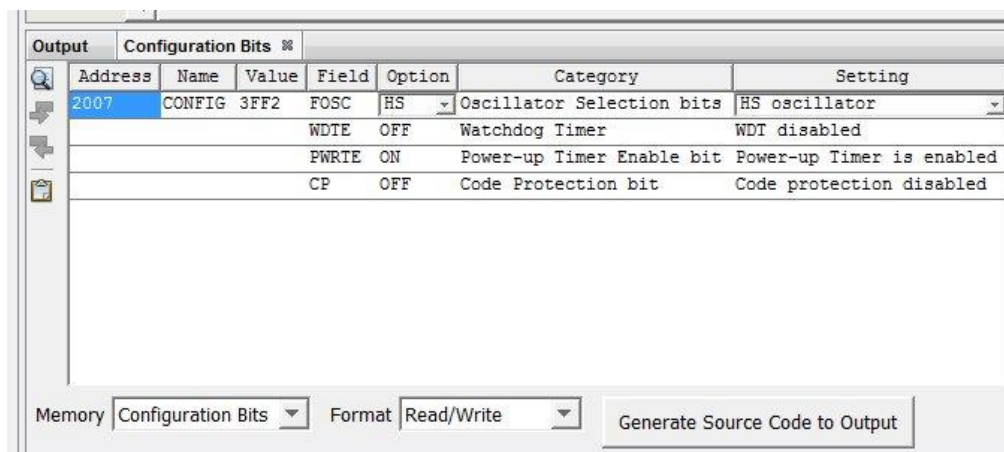 Output Configuration Bits
Address Name Value Field Option Category Setting
2007 CONFIG 3FF2 FOSC HS Oscillator Selection bits HS oscillator
WDTE OFF Watchdog Timer WDT disabled
PWRTE ON Power-up Timer Enable bit Power-up Timer is enabled
CP OFF Code Protection bit Code protection disabled
Memory Configuration Bits Format Read/Write Generate Source Code to Output